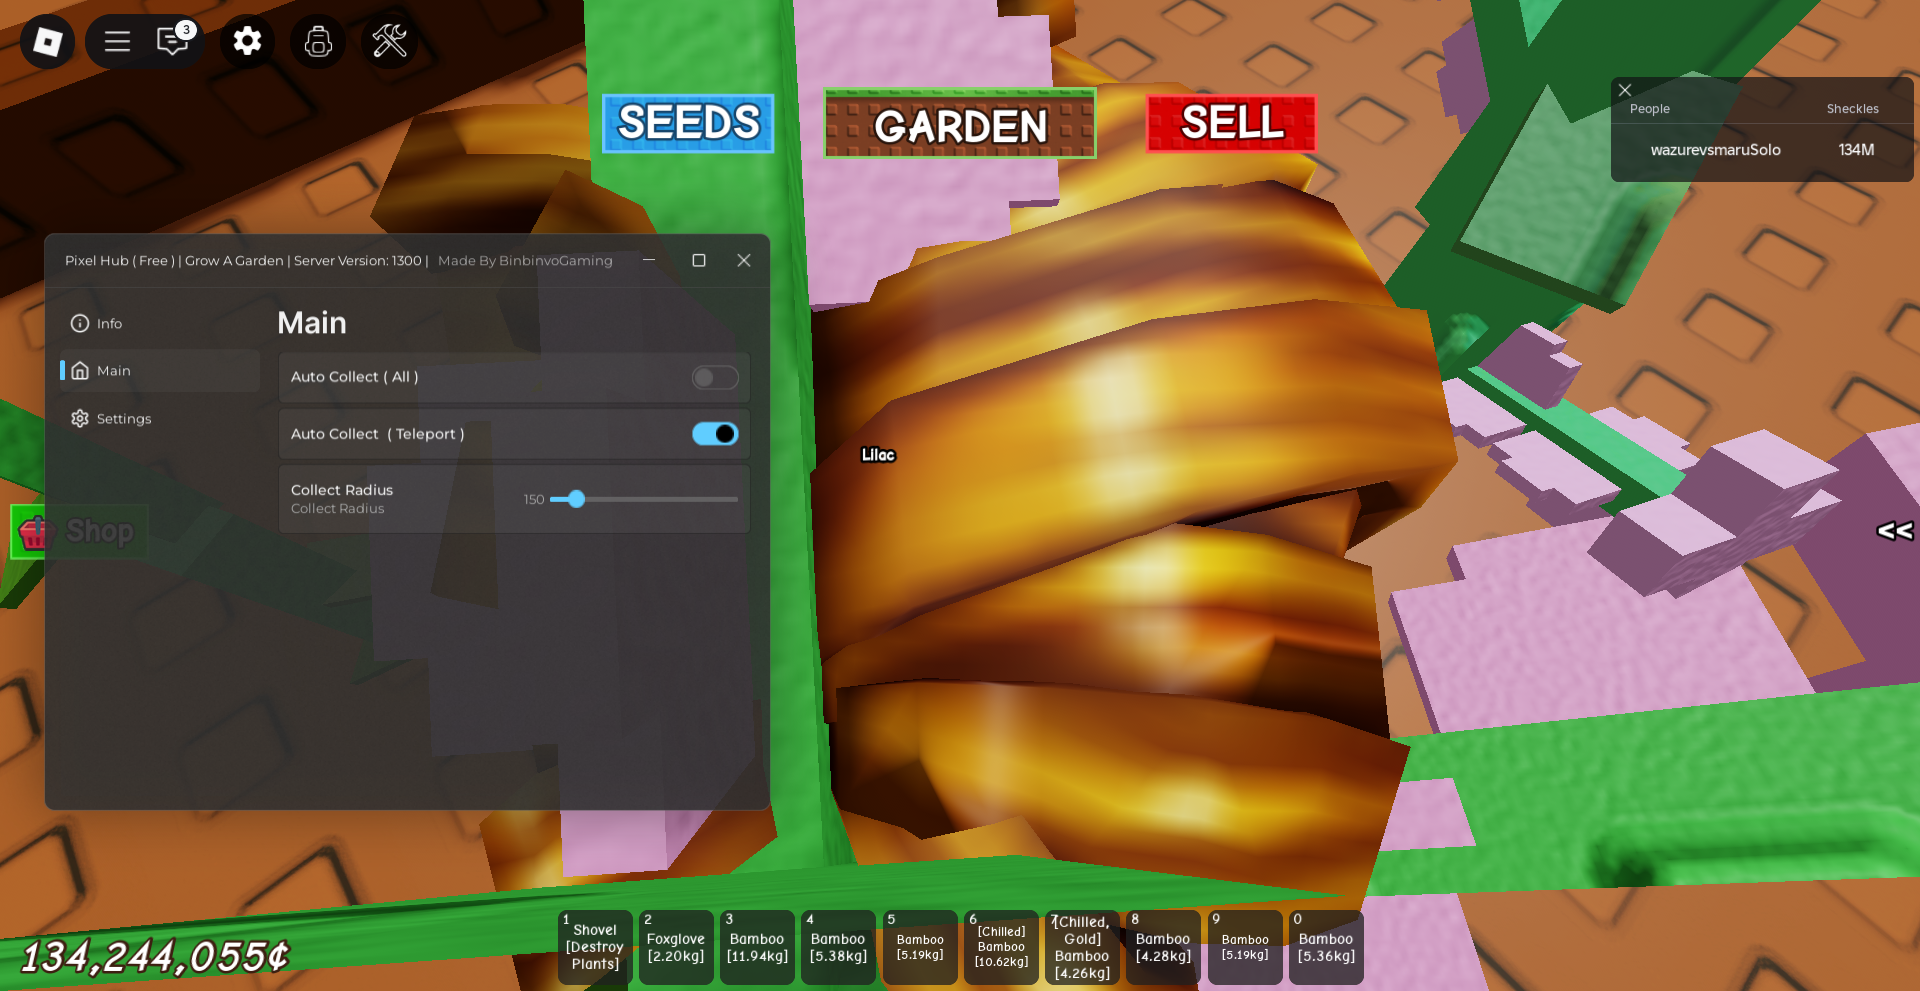 3
SEEDS
GARDEN
SELL
People Sheckles
wazurevsmaruSolo 134M
Pixel Hub ( Free ) | Grow A Garden | Server Version: 1300 | Made By BinbinvoGaming
Info
Main
Settings
Main
Auto Collect ( All )
Auto Collect ( Teleport )
Collect Radius
Collect Radius
150
Shop
Lilac
<<
134,244,055¢
1
Shovel
[Destroy
Plants]
2
Foxglove
[2.20kg]
3
Bamboo
[11.94kg]
4
Bamboo
[5.38kg]
5
Bamboo
[5.19kg]
6
[Chilled]
Bamboo
[10.62kg]
7
[Chilled,
Gold]
Bamboo
[4.26kg]
8
Bamboo
[4.28kg]
9
Bamboo
[5.19kg]
0
Bamboo
[5.36kg]